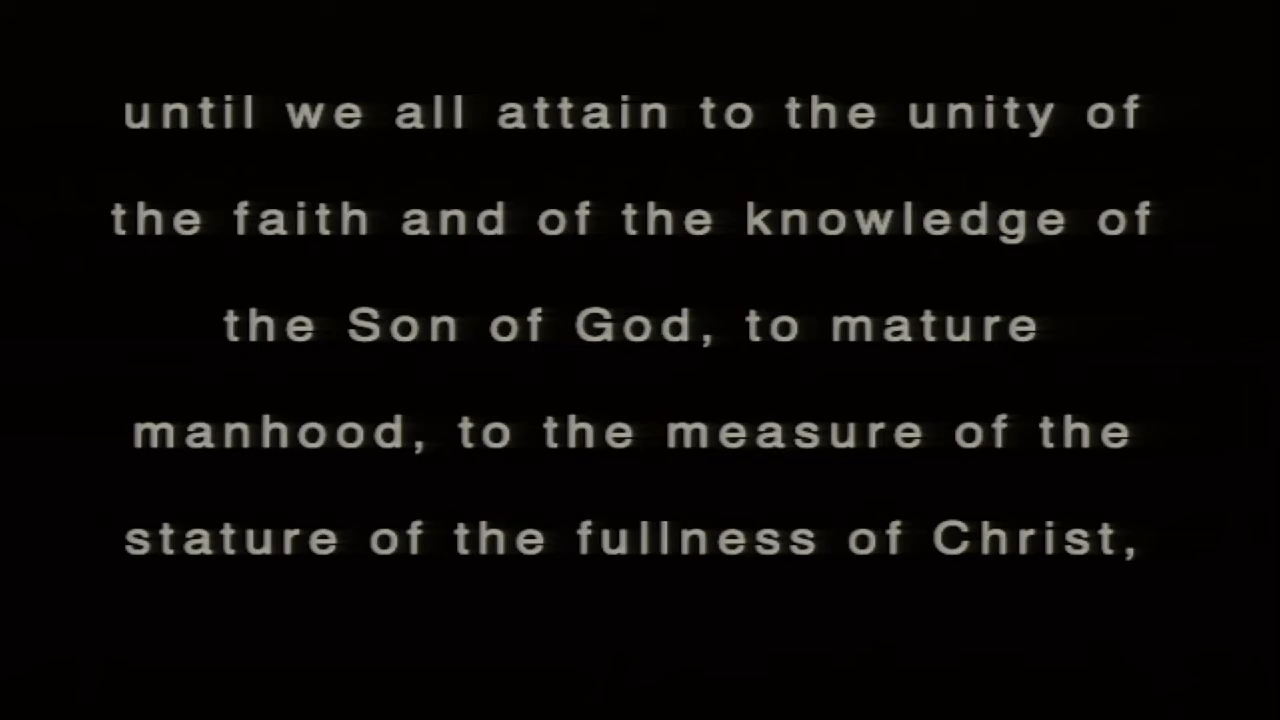 until we all attain to the unity of
the faith and of the knowledge of
the Son of God, to mature
manhood, to the measure of the
stature of the fullness of Christ,